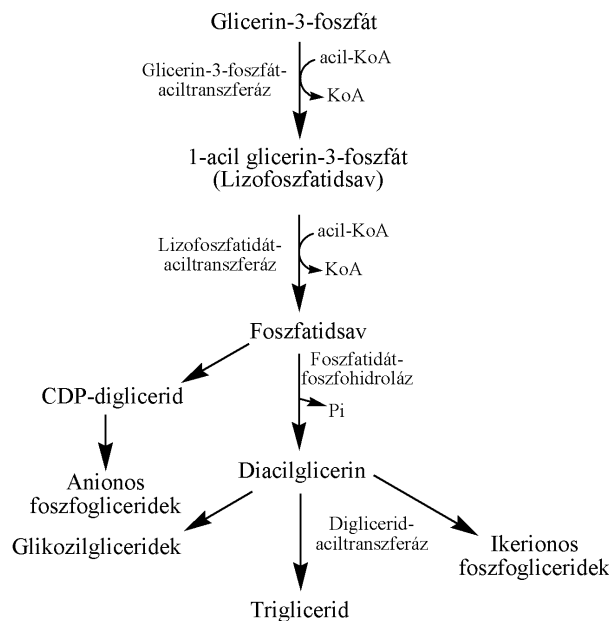 Glicerin-3-foszfát
Glicerin-3-foszfát-
aciltranszferáz
acil-KoA
KoA
1-acil glicerin-3-foszfát
(Lizofoszfatidsav)
Lizofoszfatidát-
aciltranszferáz
acil-KoA
KoA
Foszfatidsav
Foszfatidát-
foszfohidroláz
Pi
CDP-diglicerid
Anionos
foszfogliceridek
Diacilglicerin
Glikozilgliceridek
Diglicerid-
aciltranszferáz
Ikerionos
foszfogliceridek
Triglicerid